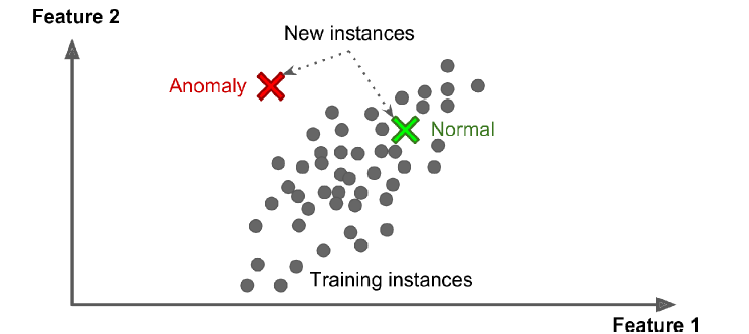 Feature 2
New instances
Anomaly
Normal
Training instances
Feature 1